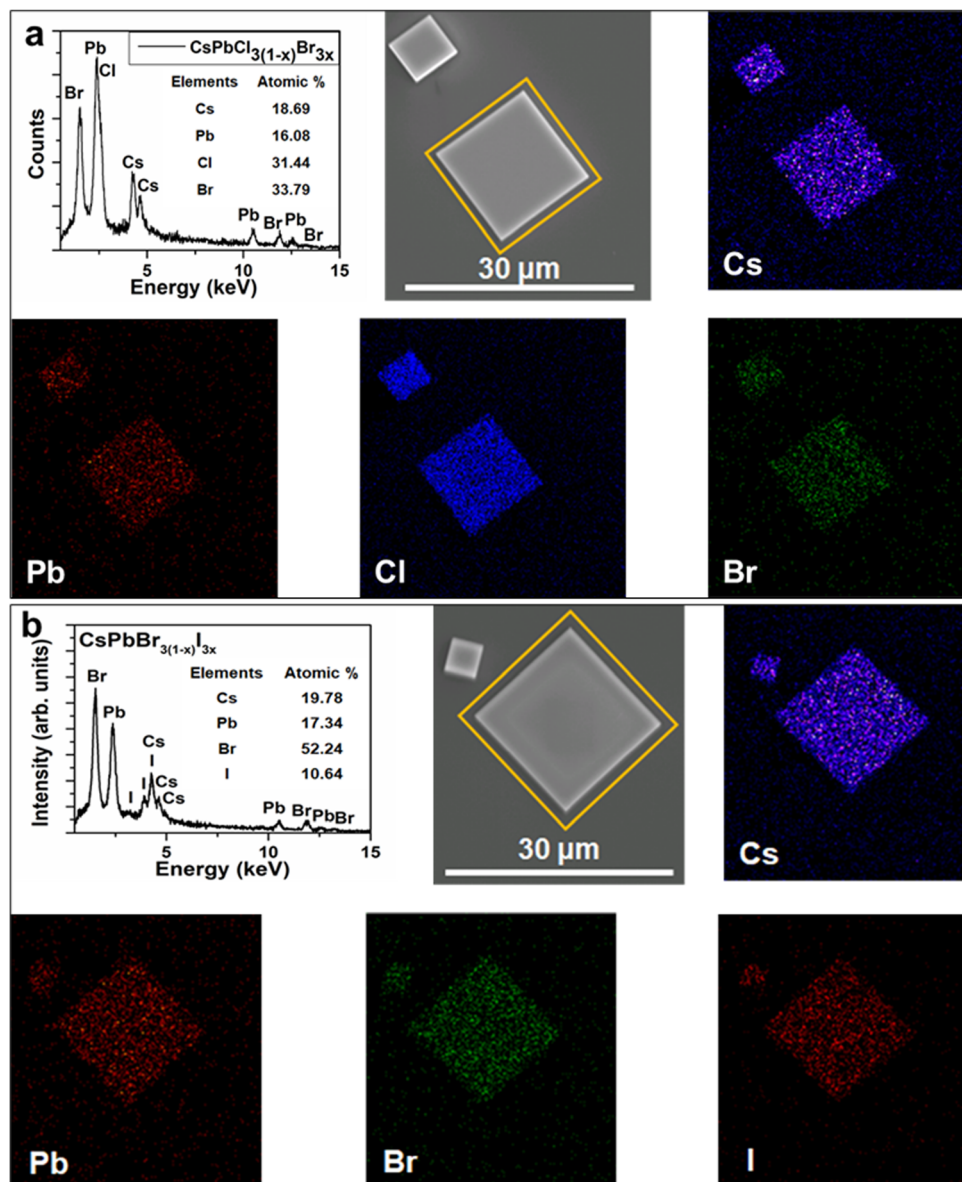 a
CsPbCl3(1-x)Br3x
Elements Atomic %
Cs 18.69
Pb 16.08
Cl 31.44
Br 33.79
Pb
Cl
Br
Cs
Cs
Pb
Br
Pb
Br
Counts
5 10 15
Energy (keV)
30 µm
Cs
Pb
Cl
Br
b
CsPbBr3(1-x)I3x
Elements Atomic %
Cs 19.78
Pb 17.34
Br 52.24
I 10.64
Br
Pb
Cs
I
I
I
Cs
Cs
Pb
Br
Pb
Br
Intensity (arb. units)
5 10 15
Energy (keV)
30 µm
Cs
Pb
Br
I